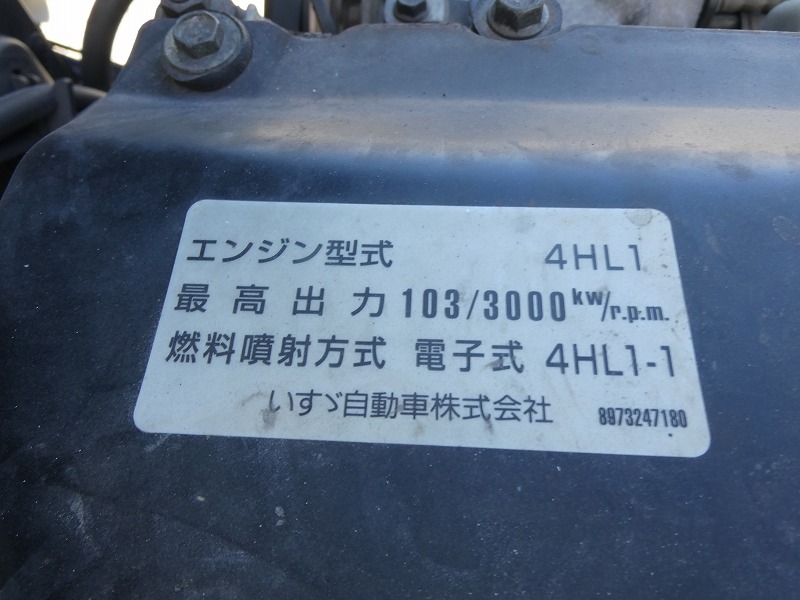 エンジン型式 4HL1
最高出力 103/3000 kw/r.p.m.
燃料噴射方式 電子式 4HL1-1
いすゞ自動車株式会社 8973247180